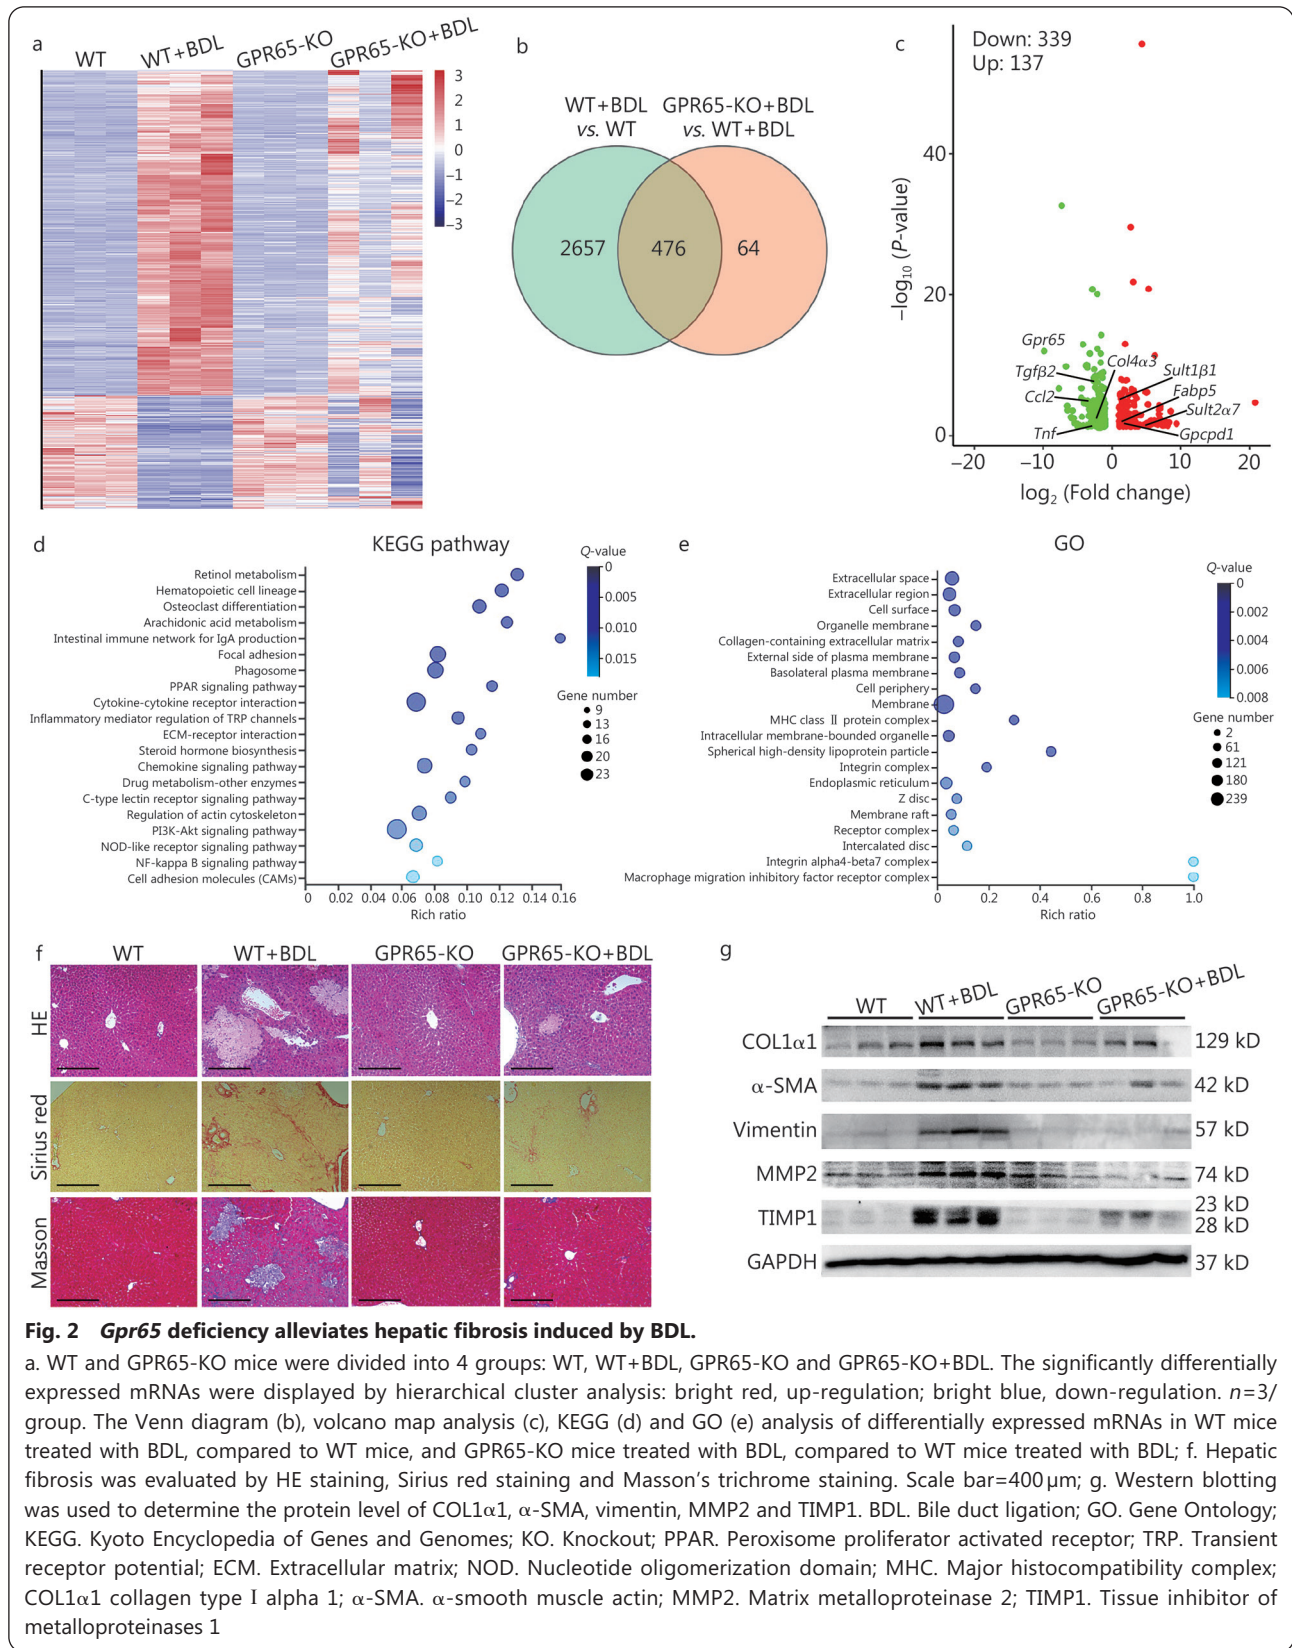 a
WT
WT+BDL
GPR65-KO
GPR65-KO+BDL
3
2
1
0
−1
−2
−3
b
WT+BDL
vs. WT
GPR65-KO+BDL
vs. WT+BDL
2657
476
64
c
Down: 339
Up: 137
−log10 (P-value)
40
20
0
Gpr65
Tgfβ2
Ccl2
Tnf
Col4α3
Sult1β1
Fabp5
Sult2α7
Gpcpd1
−20
−10
0
10
20
log2 (Fold change)
d
KEGG pathway
Retinol metabolism
Hematopoietic cell lineage
Osteoclast differentiation
Arachidonic acid metabolism
Intestinal immune network for IgA production
Focal adhesion
Phagosome
PPAR signaling pathway
Cytokine-cytokine receptor interaction
Inflammatory mediator regulation of TRP channels
ECM-receptor interaction
Steroid hormone biosynthesis
Chemokine signaling pathway
Drug metabolism-other enzymes
C-type lectin receptor signaling pathway
Regulation of actin cytoskeleton
PI3K-Akt signaling pathway
NOD-like receptor signaling pathway
NF-kappa B signaling pathway
Cell adhesion molecules (CAMs)
0 0.02 0.04 0.06 0.08 0.10 0.12 0.14 0.16
Rich ratio
Q-value
0
0.005
0.010
0.015
Gene number
9
13
16
20
23
e
GO
Extracellular space
Extracellular region
Cell surface
Organelle membrane
Collagen-containing extracellular matrix
External side of plasma membrane
Basolateral plasma membrane
Cell periphery
Membrane
MHC class Ⅱ protein complex
Intracellular membrane-bounded organelle
Spherical high-density lipoprotein particle
Integrin complex
Endoplasmic reticulum
Z disc
Membrane raft
Receptor complex
Intercalated disc
Integrin alpha4-beta7 complex
Macrophage migration inhibitory factor receptor complex
0 0.2 0.4 0.6 0.8 1.0
Rich ratio
Q-value
0
0.002
0.004
0.006
0.008
Gene number
2
61
121
180
239
f
WT
WT+BDL
GPR65-KO
GPR65-KO+BDL
HE
Sirius red
Masson
g
WT
WT+BDL
GPR65-KO
GPR65-KO+BDL
COL1α1 129 kD
α-SMA 42 kD
Vimentin 57 kD
MMP2 74 kD
TIMP1 23 kD
28 kD
GAPDH 37 kD
Fig. 2 Gpr65 deficiency alleviates hepatic fibrosis induced by BDL.
a. WT and GPR65-KO mice were divided into 4 groups: WT, WT+BDL, GPR65-KO and GPR65-KO+BDL. The significantly differentially
expressed mRNAs were displayed by hierarchical cluster analysis: bright red, up-regulation; bright blue, down-regulation. n=3/
group. The Venn diagram (b), volcano map analysis (c), KEGG (d) and GO (e) analysis of differentially expressed mRNAs in WT mice
treated with BDL, compared to WT mice, and GPR65-KO mice treated with BDL, compared to WT mice treated with BDL; f. Hepatic
fibrosis was evaluated by HE staining, Sirius red staining and Masson’s trichrome staining. Scale bar=400 μm; g. Western blotting
was used to determine the protein level of COL1α1, α-SMA, vimentin, MMP2 and TIMP1. BDL. Bile duct ligation; GO. Gene Ontology;
KEGG. Kyoto Encyclopedia of Genes and Genomes; KO. Knockout; PPAR. Peroxisome proliferator activated receptor; TRP. Transient
receptor potential; ECM. Extracellular matrix; NOD. Nucleotide oligomerization domain; MHC. Major histocompatibility complex;
COL1α1 collagen type Ⅰ alpha 1; α-SMA. α-smooth muscle actin; MMP2. Matrix metalloproteinase 2; TIMP1. Tissue inhibitor of
metalloproteinases 1